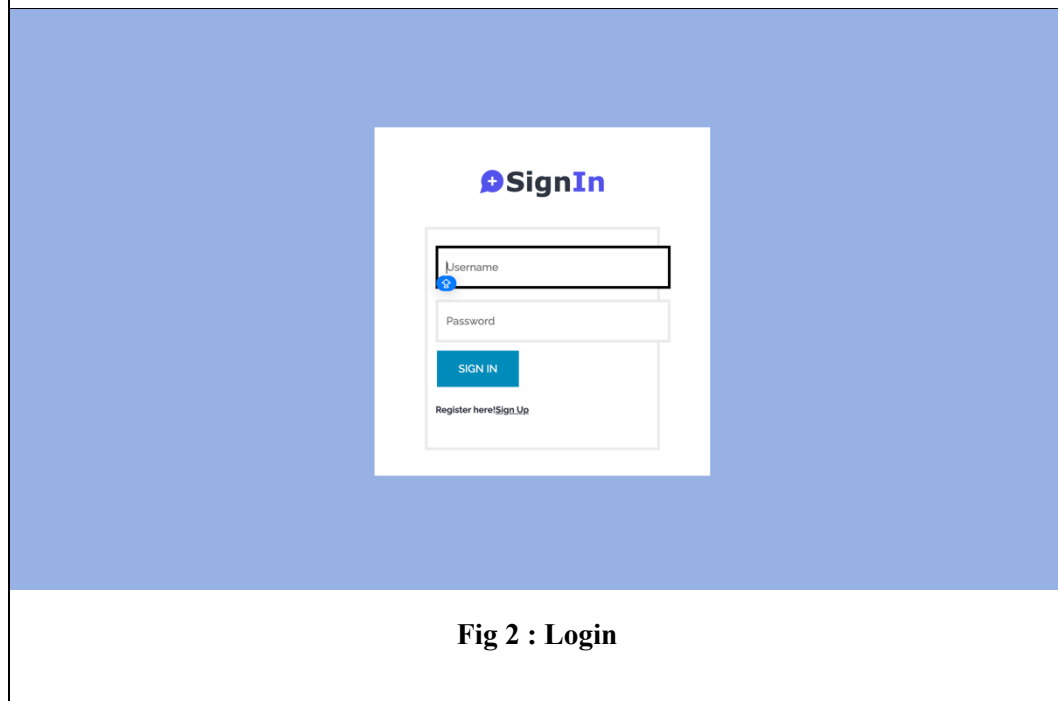 SignIn
Username
Password
SIGN IN
Register here!Sign Up
Fig 2 : Login